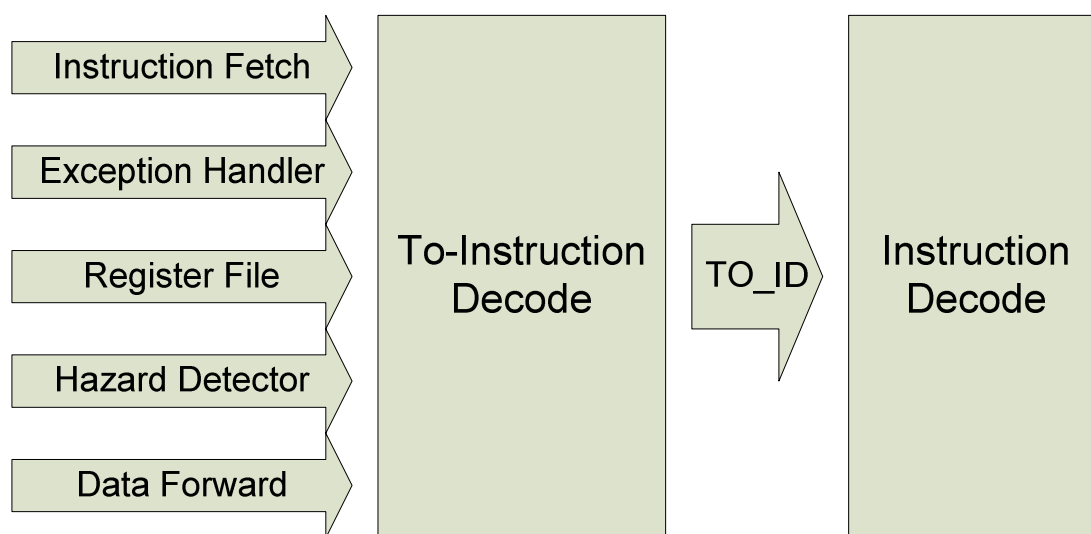 Instruction Fetch
Exception Handler
Register File
Hazard Detector
Data Forward
To-Instruction
Decode
TO_ID
Instruction
Decode